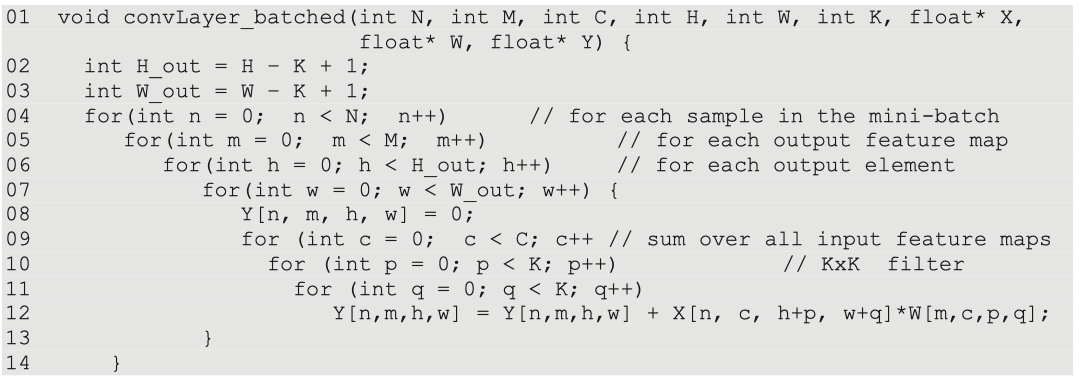 01 void convLayer_batched(int N, int M, int C, int H, int W, int K, float* X,
float* W, float* Y) {
02 int H_out = H - K + 1;
03 int W_out = W - K + 1;
04 for(int n = 0; n < N; n++) // for each sample in the mini-batch
05 for(int m = 0; m < M; m++) // for each output feature map
06 for(int h = 0; h < H_out; h++) // for each output element
07 for(int w = 0; w < W_out; w++) {
08 Y[n, m, h, w] = 0;
09 for (int c = 0; c < C; c++ // sum over all input feature maps
10 for (int p = 0; p < K; p++) // KxK filter
11 for (int q = 0; q < K; q++)
12 Y[n,m,h,w] = Y[n,m,h,w] + X[n, c, h+p, w+q]*W[m,c,p,q];
13 }
14 }